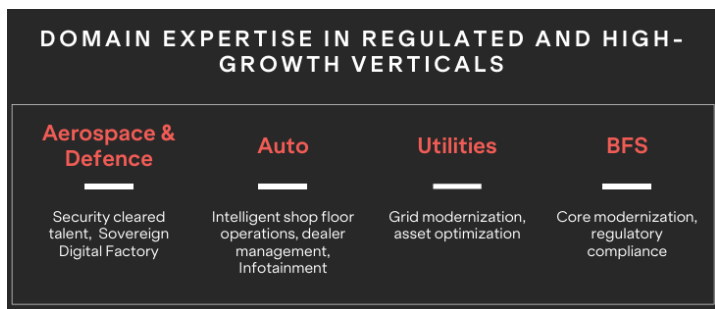 DOMAIN EXPERTISE IN REGULATED AND HIGH-
GROWTH VERTICALS
Aerospace &
Defence
Security cleared
talent, Sovereign
Digital Factory
Auto
Intelligent shop floor
operations, dealer
management,
Infotainment
Utilities
Grid modernization,
asset optimization
BFS
Core modernization,
regulatory
compliance